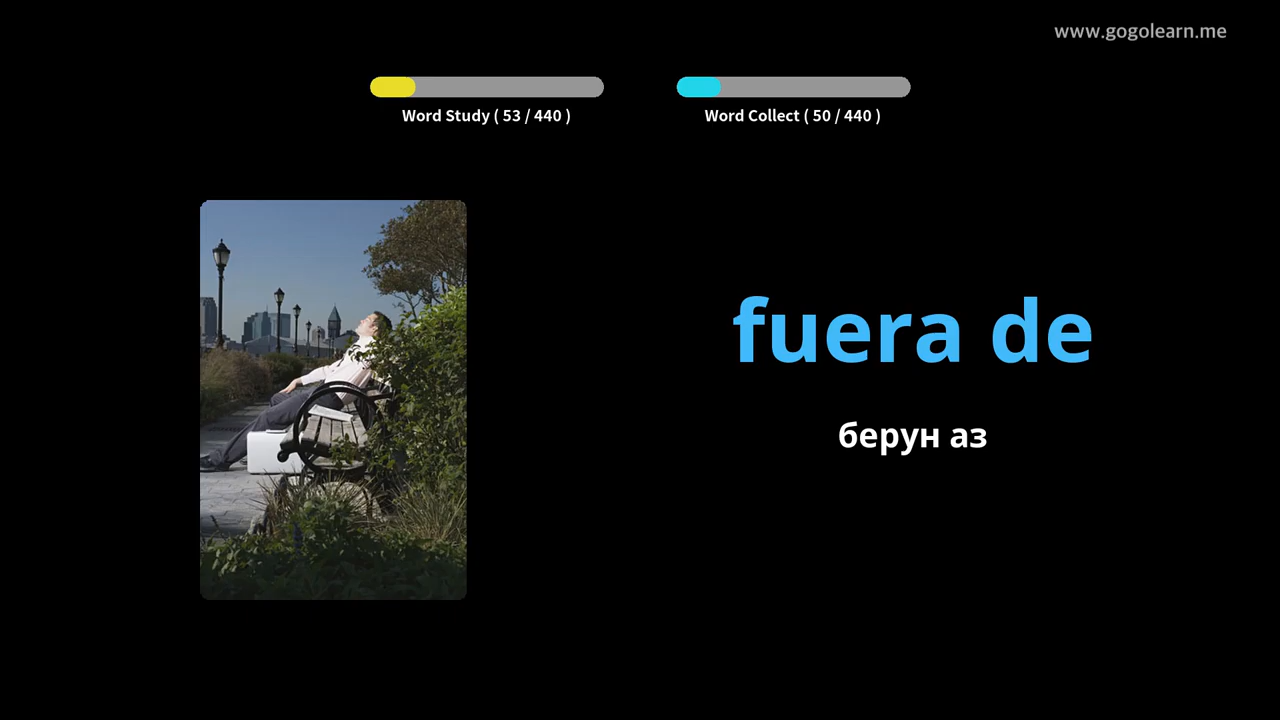 www.gogolearn.me
Word Study ( 53 / 440 )
Word Collect ( 50 / 440 )
fuera de
берун аз